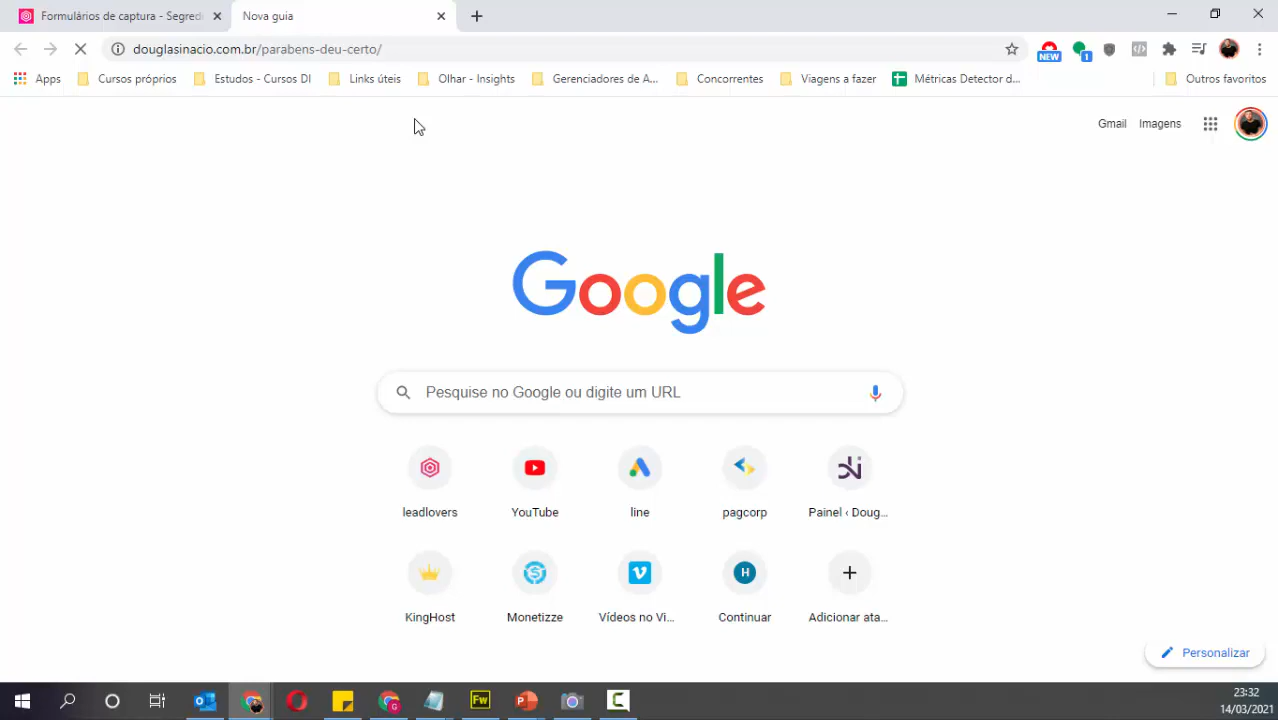 Formulários de captura - Segred
Nova guia
douglasinacio.com.br/parabens-deu-certo/
NEW
1
Apps
Cursos próprios
Estudos - Cursos DI
Links úteis
Olhar - Insights
Gerenciadores de A...
Concorrentes
Viagens a fazer
Métricas Detector d...
Outros favoritos
Gmail
Imagens
Google
Pesquise no Google ou digite um URL
leadlovers
YouTube
line
pagcorp
Painel ‹ Doug...
H
KingHost
Monetizze
Vídeos no Vi...
Continuar
Adicionar ata...
Personalizar
Fw
23:32
14/03/2021